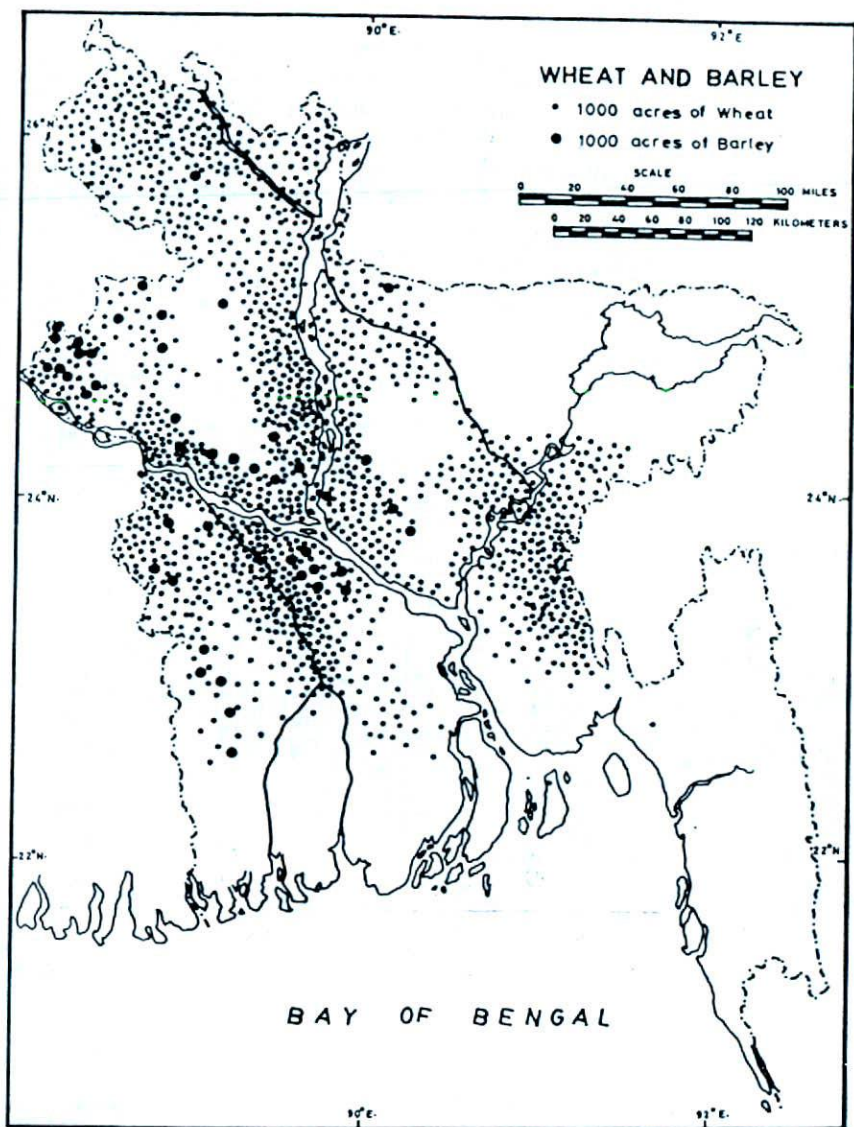 90°E.
92°E
WHEAT AND BARLEY
1000 acres of Wheat
1000 acres of Barley
SCALE
0 20 40 60 80 100 MILES
0 20 40 60 80 100 120 KILOMETERS
26°N
26°N.
24°N.
24°N.
22°N.
22°N.
BAY OF BENGAL
90°E.
92°E.